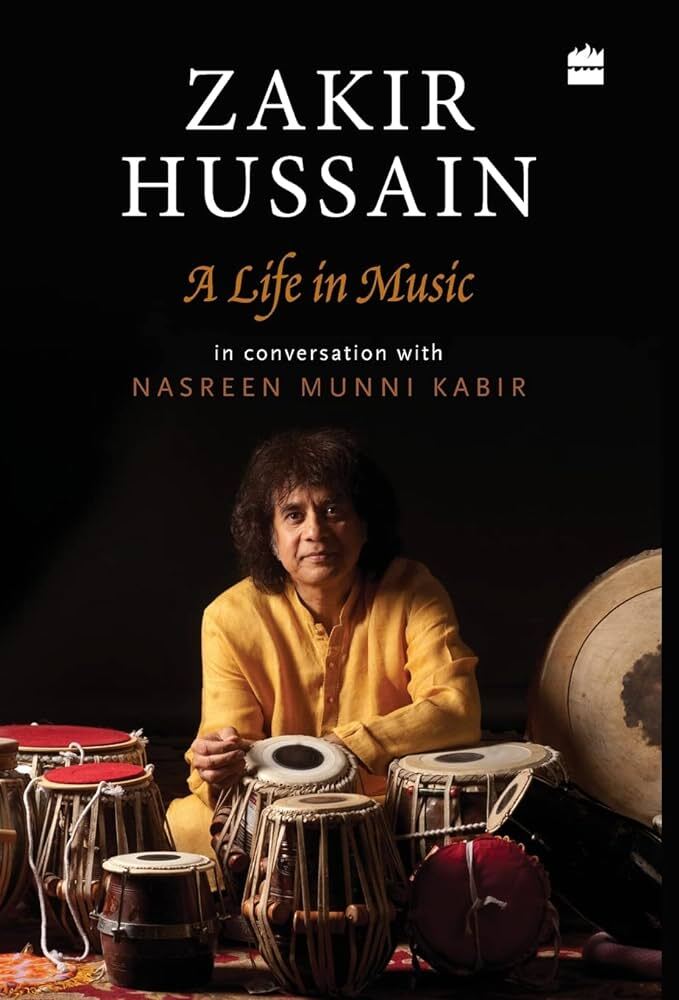 ZAKIR
HUSSAIN
A Life in Music
in conversation with
NASREEN MUNNI KABIR